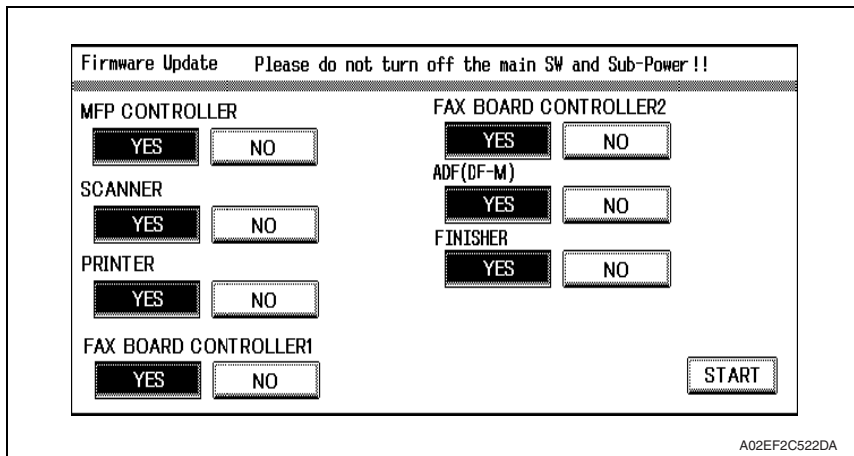 Firmware Update Please do not turn off the main SW and Sub-Power!!
MFP CONTROLLER
YES NO
SCANNER
YES NO
PRINTER
YES NO
FAX BOARD CONTROLLER1
YES NO
FAX BOARD CONTROLLER2
YES NO
ADF(DF-M)
YES NO
FINISHER
YES NO
START
A02EF2C522DA